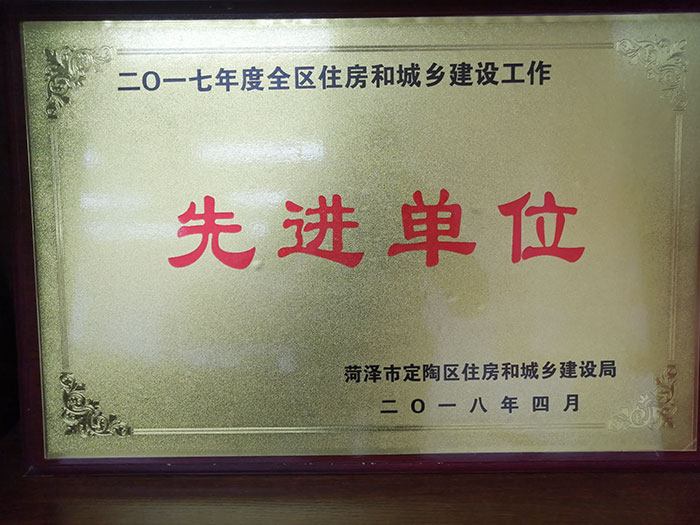 二〇一七年度全区住房和城乡建设工作
先进单位
菏泽市定陶区住房和城乡建设局
二〇一八年四月